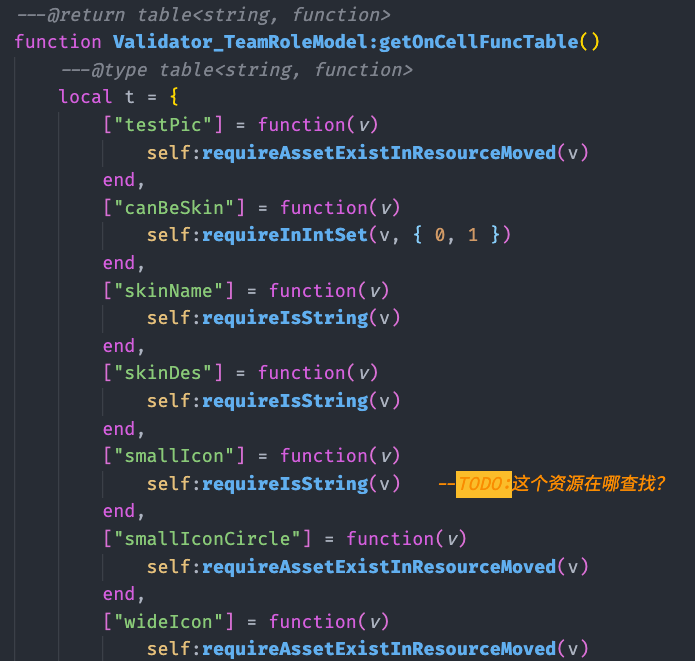 ---@return table<string, function>
function Validator_TeamRoleModel:getOnCellFuncTable()
---@type table<string, function>
local t = {
["testPic"] = function(v)
self:requireAssetExistInResourceMoved(v)
end,
["canBeSkin"] = function(v)
self:requireInIntSet(v, { 0, 1 })
end,
["skinName"] = function(v)
self:requireIsString(v)
end,
["skinDes"] = function(v)
self:requireIsString(v)
end,
["smallIcon"] = function(v)
self:requireIsString(v) --TODO:这个资源在哪查找?
end,
["smallIconCircle"] = function(v)
self:requireAssetExistInResourceMoved(v)
end,
["wideIcon"] = function(v)
self:requireAssetExistInResourceMoved(v)